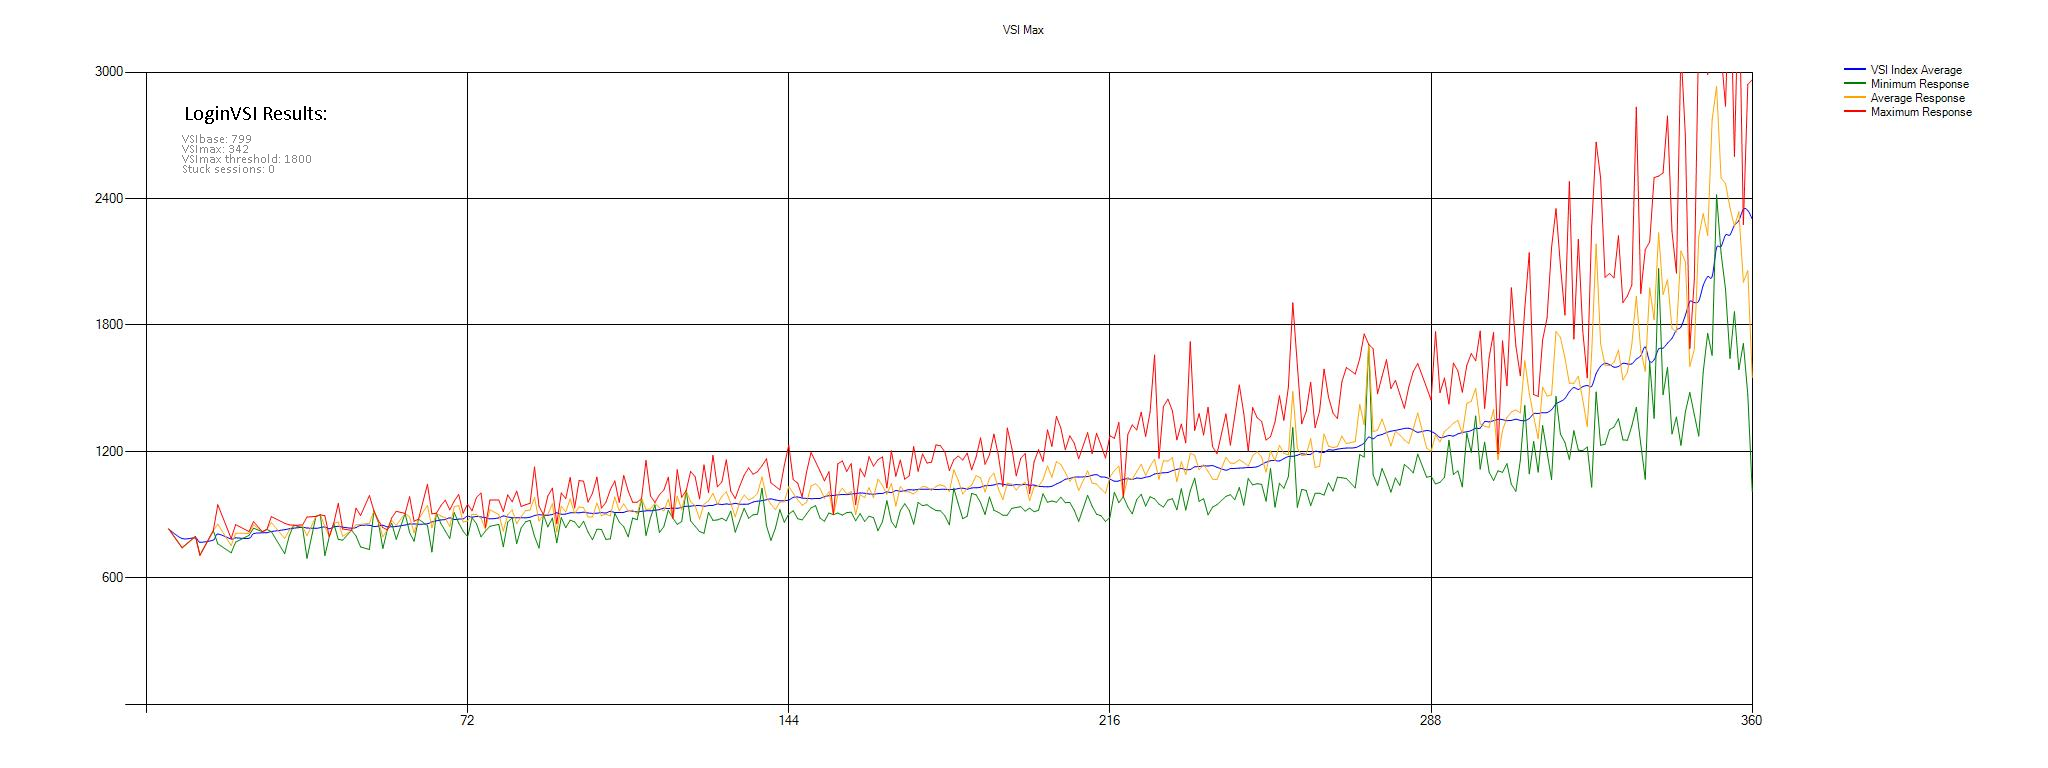 VSI Max
3000
2400
1800
1200
600
LoginVSI Results:
VSIbase: 799
VSImax: 342
VSImax threshold: 1800
Stuck sessions: 0
72
144
216
288
360
VSI Index Average
Minimum Response
Average Response
Maximum Response